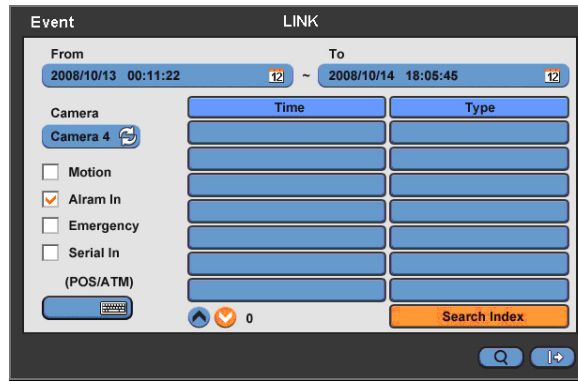 Event LINK
From To
2008/10/13 00:11:22 12 ~ 2008/10/14 18:05:45 12
Camera Time Type
Camera 4
Motion
Alram In
Emergency
Serial In
(POS/ATM)
0 Search Index